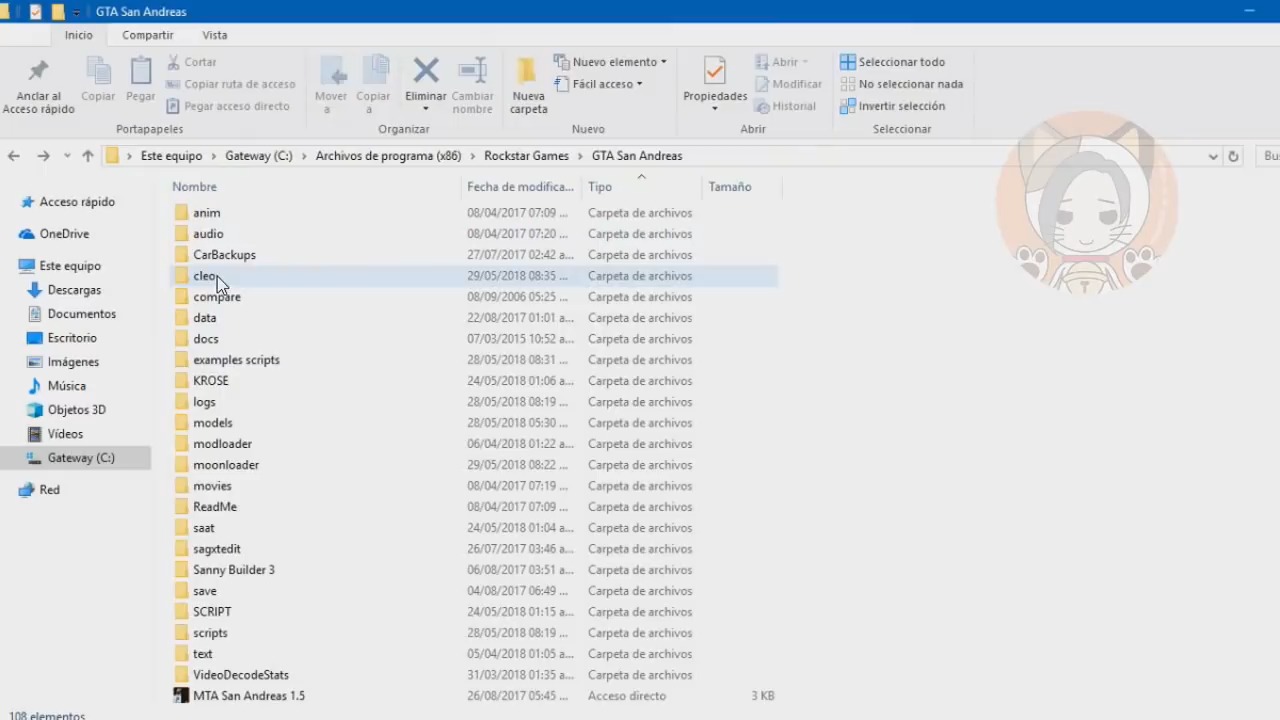 GTA San Andreas
Inicio Compartir Vista
Anclar al Acceso rápido
Copiar
Pegar
Cortar
Copiar ruta de acceso
Pegar acceso directo
Portapapeles
Mover a
Copiar a
Eliminar
Cambiar nombre
Organizar
Nueva carpeta
Nuevo elemento
Fácil acceso
Nuevo
Propiedades
Abrir
Modificar
Historial
Abrir
Seleccionar todo
No seleccionar nada
Invertir selección
Seleccionar
Este equipo > Gateway (C:) > Archivos de programa (x86) > Rockstar Games > GTA San Andreas
Bu
Acceso rápido
OneDrive
Este equipo
Descargas
Documentos
Escritorio
Imágenes
Música
Objetos 3D
Vídeos
Gateway (C:)
Red
Nombre Fecha de modifica... Tipo Tamaño
anim 08/04/2017 07:09 ... Carpeta de archivos
audio 08/04/2017 07:20 ... Carpeta de archivos
CarBackups 27/07/2017 02:42 a... Carpeta de archivos
cleo 29/05/2018 08:35 ... Carpeta de archivos
compare 08/09/2006 05:25 ... Carpeta de archivos
data 22/08/2017 01:01 a... Carpeta de archivos
docs 07/03/2015 10:52 ... Carpeta de archivos
examples scripts 28/05/2018 08:31 ... Carpeta de archivos
KROSE 24/05/2018 01:06 a... Carpeta de archivos
logs 28/05/2018 08:19 ... Carpeta de archivos
models 28/05/2018 05:30 ... Carpeta de archivos
modloader 06/04/2018 01:22 a... Carpeta de archivos
moonloader 29/05/2018 08:22 ... Carpeta de archivos
movies 08/04/2017 07:19 ... Carpeta de archivos
ReadMe 08/04/2017 07:09 ... Carpeta de archivos
saat 24/05/2018 01:04 a... Carpeta de archivos
sagxtedit 26/07/2017 03:46 a... Carpeta de archivos
Sanny Builder 3 06/08/2017 03:51 a... Carpeta de archivos
save 04/08/2017 06:49 ... Carpeta de archivos
SCRIPT 24/05/2018 01:15 a... Carpeta de archivos
scripts 28/05/2018 08:19 ... Carpeta de archivos
text 05/04/2018 01:05 a... Carpeta de archivos
VideoDecodeStats 31/03/2018 01:35 a... Carpeta de archivos
MTA San Andreas 1.5 26/08/2017 05:45 ... Acceso directo 3 KB
108 elementos